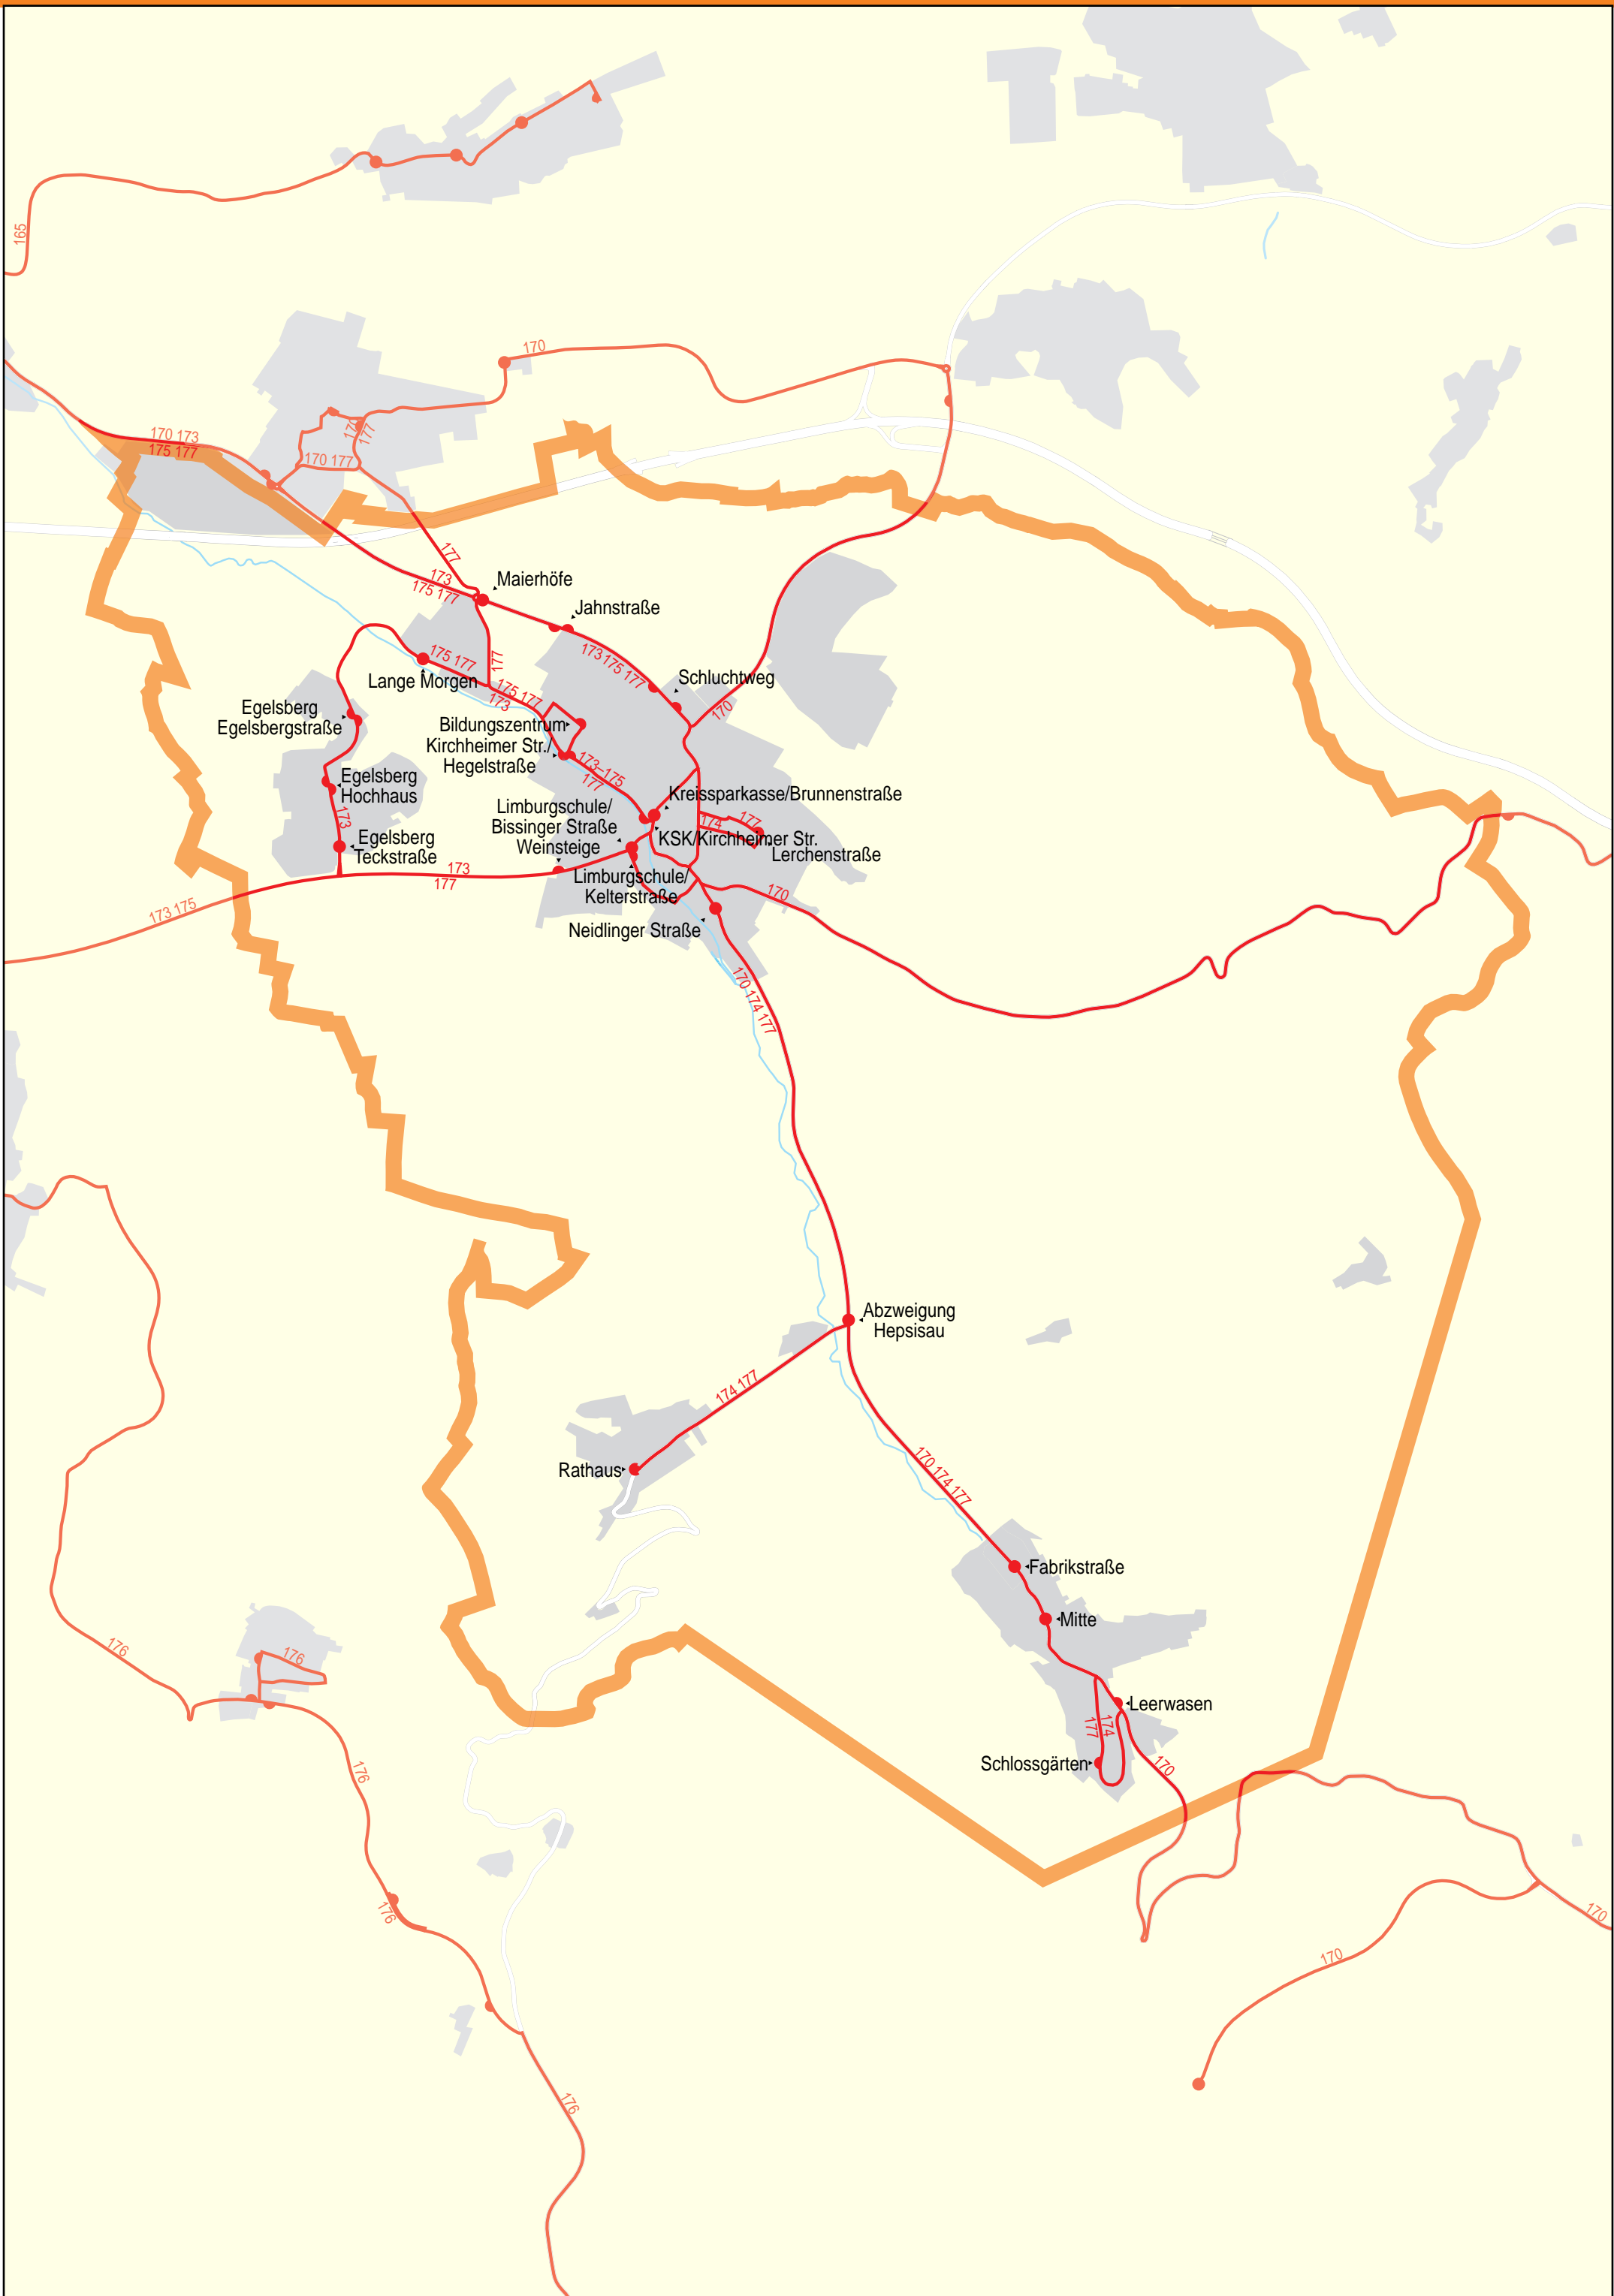 165
170
170 173
175 177
170
177
170 177
177
173
175 177
Maierhöfe
Jahnstraße
173 175 177
175 177
177
Lange Morgen
175 177
173
Schluchtweg
170
Egelsberg
Egelsbergstraße
Bildungszentrum
Kirchheimer Str./
Hegelstraße
173-175
177
Egelsberg
Hochhaus
173
Kreissparkasse/Brunnenstraße
Limburgschule/
Bissinger Straße
Weinsteige
177
174
KSK/Kirchheimer Str.
Lerchenstraße
Egelsberg
Teckstraße
173
177
Limburgschule/
Kelterstraße
170
173 175
Neidlinger Straße
170 174 177
Abzweigung
Hepsisau
174 177
Rathaus
170 174 177
Fabrikstraße
Mitte
176
176
Leerwasen
177
174
Schlossgärten
170
176
176
170
170
176